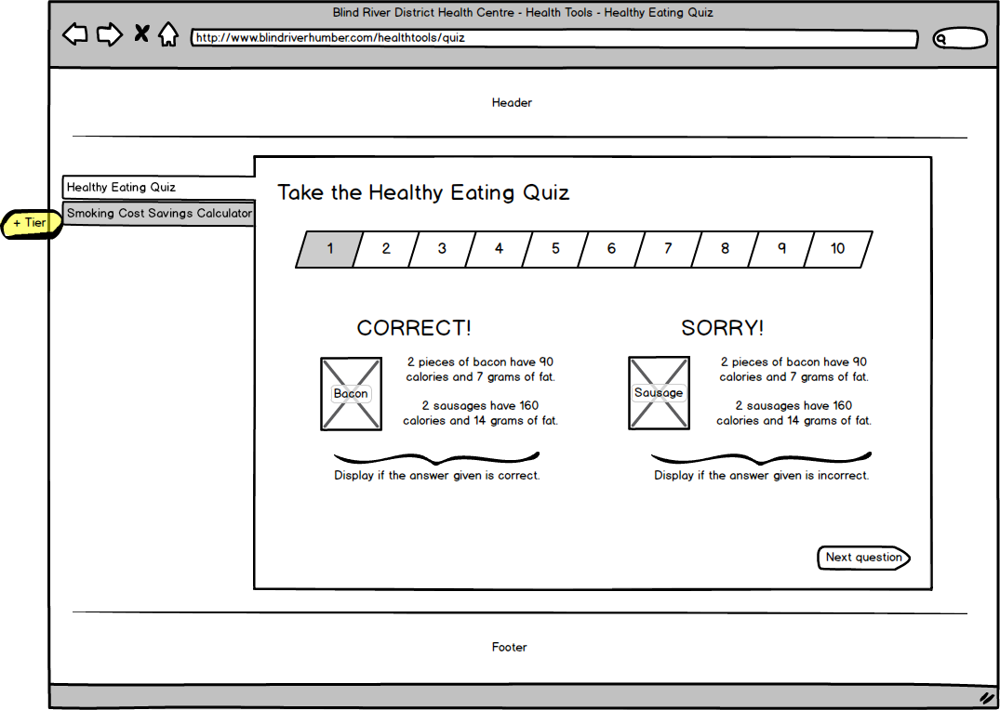 Blind River District Health Centre - Health Tools - Healthy Eating Quiz
http://www.blindriverhumber.com/healthtools/quiz
Header
Healthy Eating Quiz
Smoking Cost Savings Calculator
+ Tier
Take the Healthy Eating Quiz
1 2 3 4 5 6 7 8 9 10
CORRECT!
Bacon
2 pieces of bacon have 90
calories and 7 grams of fat.
2 sausages have 160
calories and 14 grams of fat.
Display if the answer given is correct.
SORRY!
Sausage
2 pieces of bacon have 90
calories and 7 grams of fat.
2 sausages have 160
calories and 14 grams of fat.
Display if the answer given is incorrect.
Next question
Footer